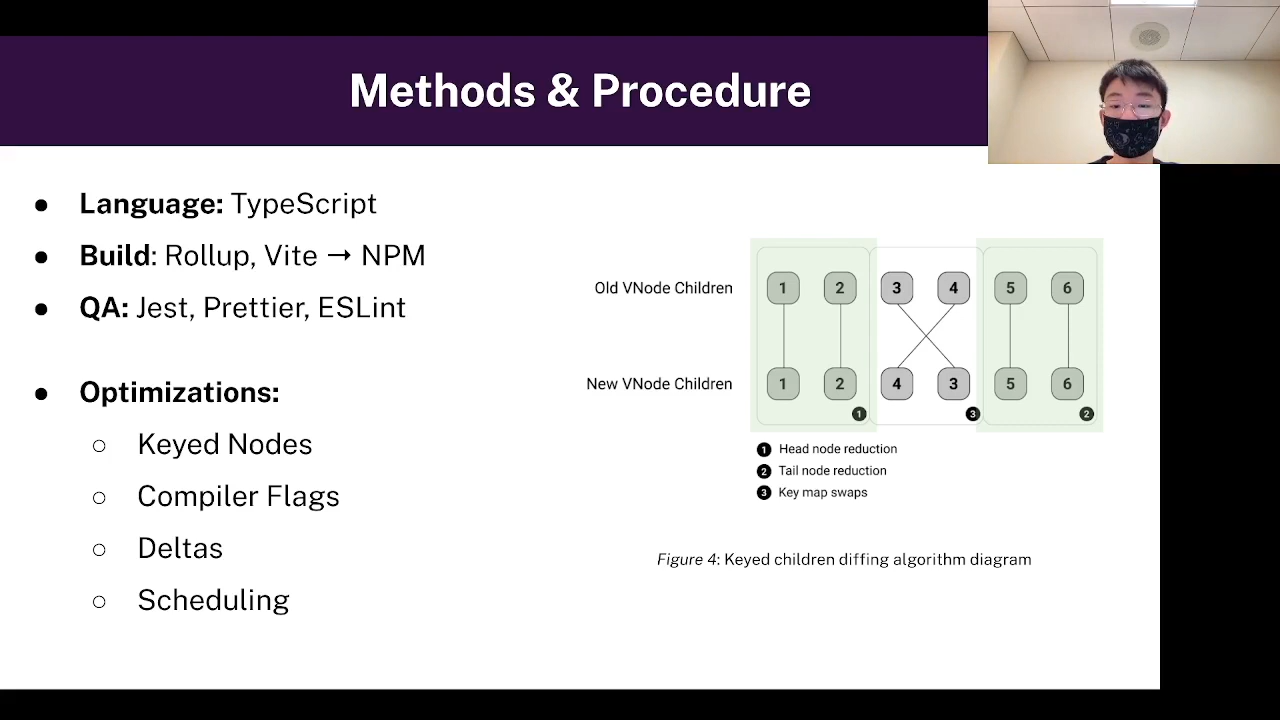 Methods & Procedure
● Language: TypeScript
● Build: Rollup, Vite → NPM
● QA: Jest, Prettier, ESLint
● Optimizations:
○ Keyed Nodes
○ Compiler Flags
○ Deltas
○ Scheduling
Old VNode Children 1 2 3 4 5 6
New VNode Children 1 2 4 3 5 6
1 3 2
1 Head node reduction
2 Tail node reduction
3 Key map swaps
Figure 4: Keyed children diffing algorithm diagram